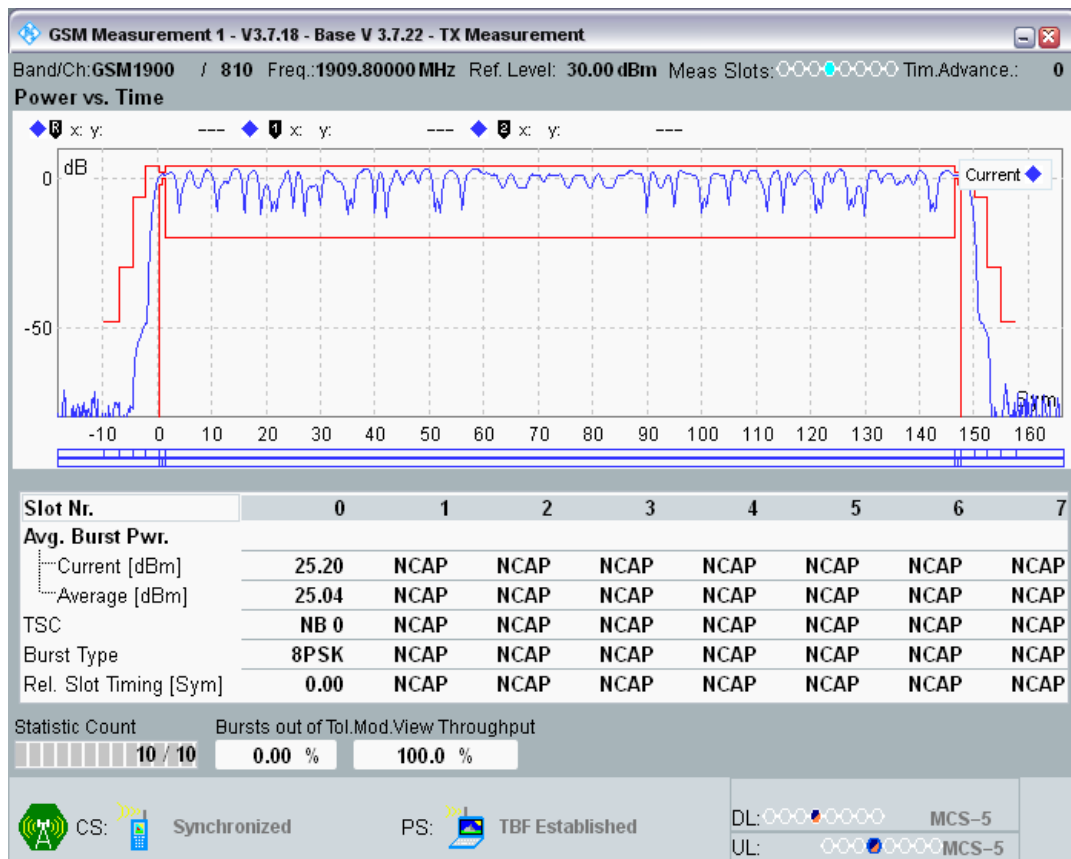 GSM Measurement 1 - V3.7.18 - Base V 3.7.22 - TX Measurement
Band/Ch:GSM1900 / 810 Freq.:1909.80000 MHz Ref. Level: 30.00 dBm Meas Slots: Tim.Advance.: 0
Power vs. Time
R x: y: --- 1 x: y: --- 2 x: y: ---
dB
Current
0
-50
Sym
-10 0 10 20 30 40 50 60 70 80 90 100 110 120 130 140 150 160
Slot Nr. 0 1 2 3 4 5 6 7
Avg. Burst Pwr.
Current [dBm] 25.20 NCAP NCAP NCAP NCAP NCAP NCAP NCAP
Average [dBm] 25.04 NCAP NCAP NCAP NCAP NCAP NCAP NCAP
TSC NB 0 NCAP NCAP NCAP NCAP NCAP NCAP NCAP
Burst Type 8PSK NCAP NCAP NCAP NCAP NCAP NCAP NCAP
Rel. Slot Timing [Sym] 0.00 NCAP NCAP NCAP NCAP NCAP NCAP NCAP
Statistic Count Bursts out of Tol.Mod.View Throughput
10 / 10 0.00 % 100.0 %
CS: Synchronized PS: TBF Established DL: MCS-5
UL: MCS-5